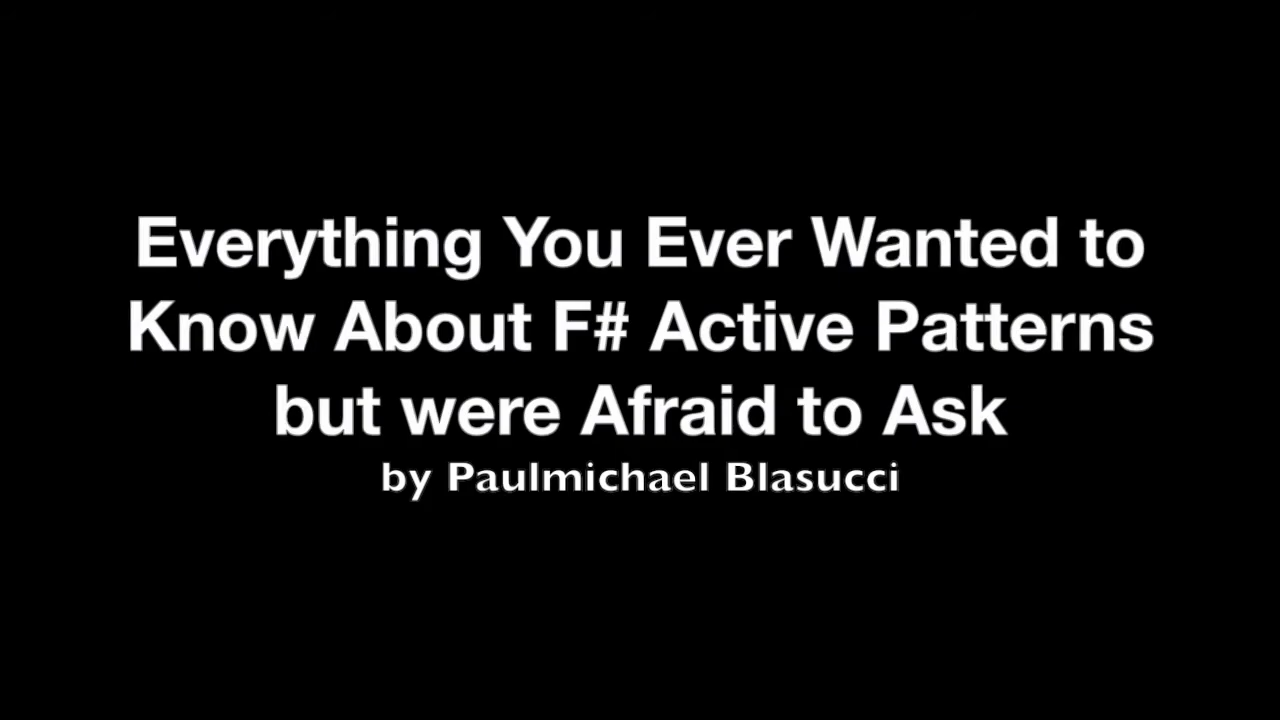 Everything You Ever Wanted to
Know About F# Active Patterns
but were Afraid to Ask
by Paulmichael Blasucci